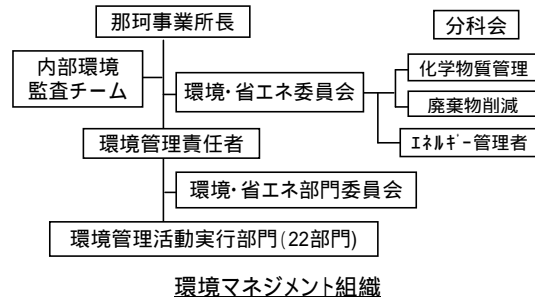 那珂事業所長
分科会
内部環境
監査チーム
環境・省エネ委員会
化学物質管理
廃棄物削減
環境管理責任者
ｴﾈﾙｷﾞｰ管理者
環境・省エネ部門委員会
環境管理活動実行部門(22部門)
環境マネジメント組織